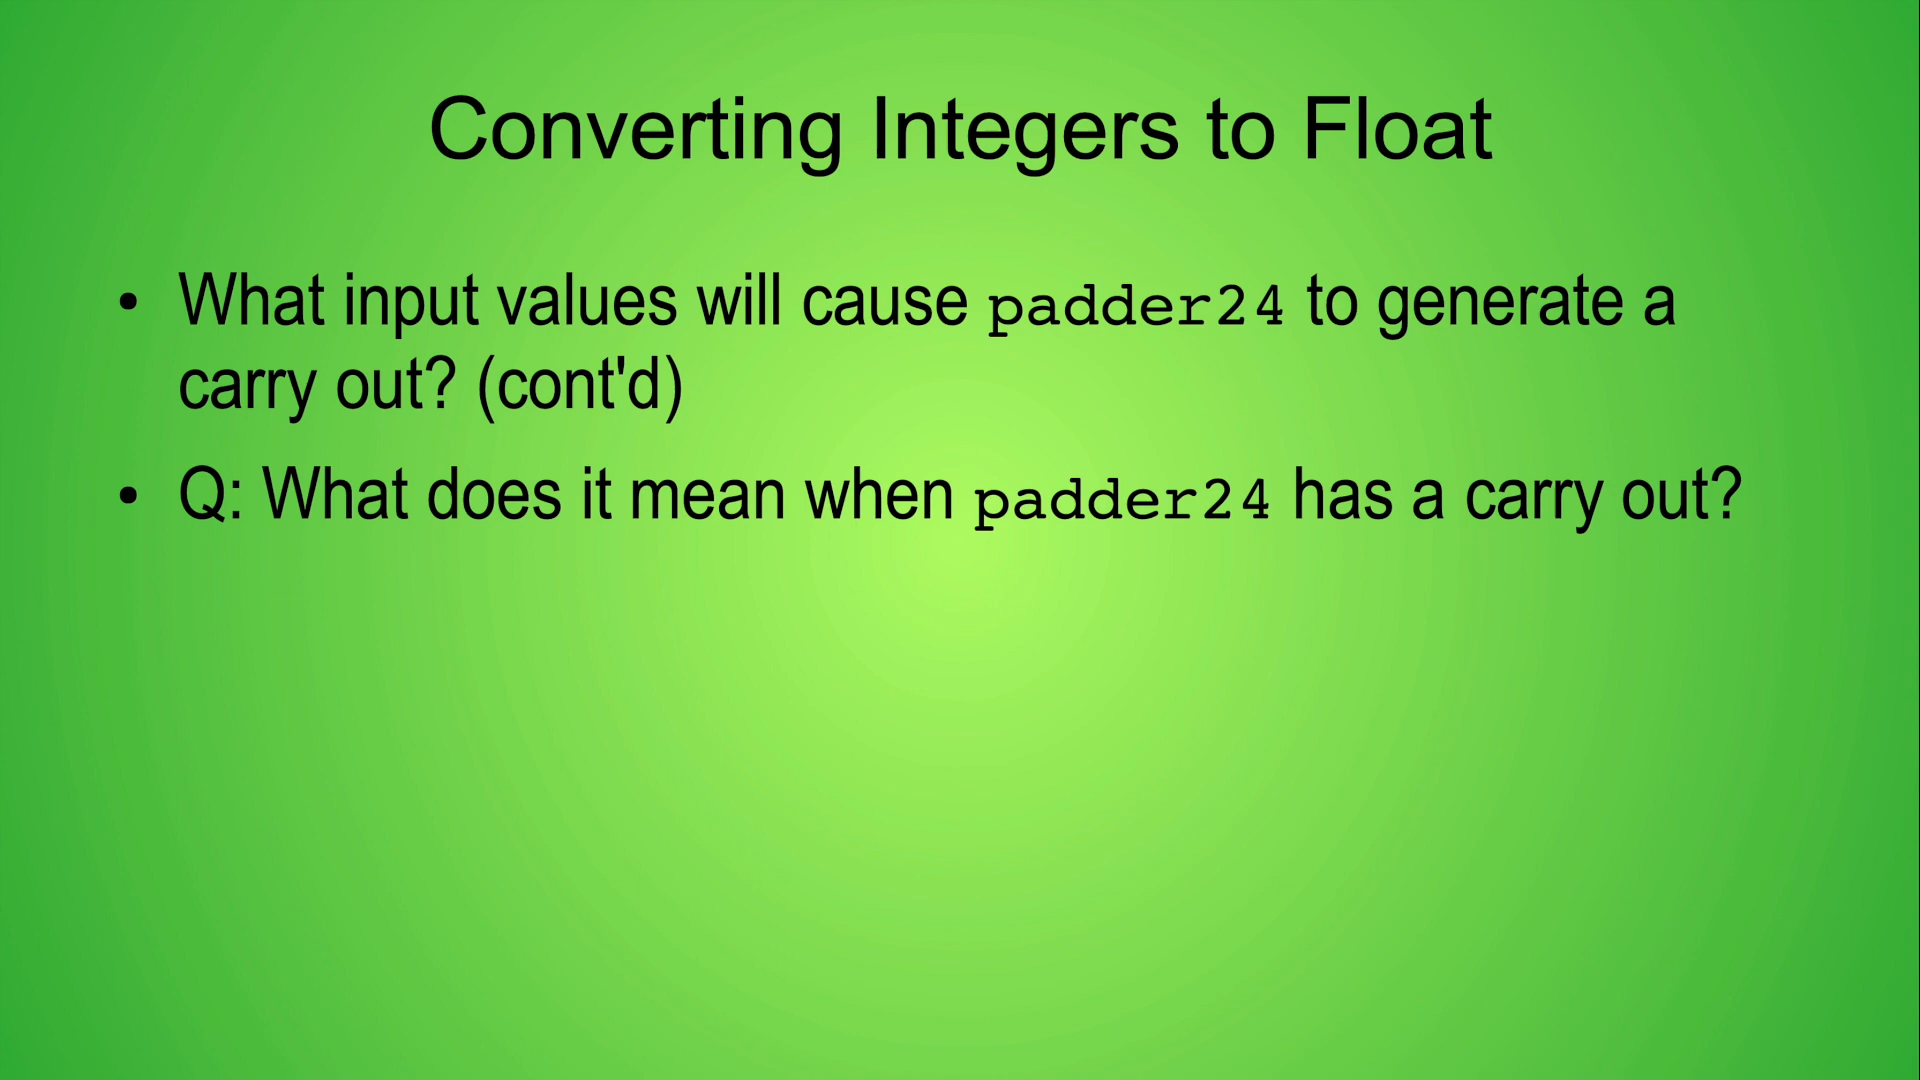 Converting Integers to Float
• What input values will cause padder24 to generate a
carry out? (cont'd)
• Q: What does it mean when padder24 has a carry out?